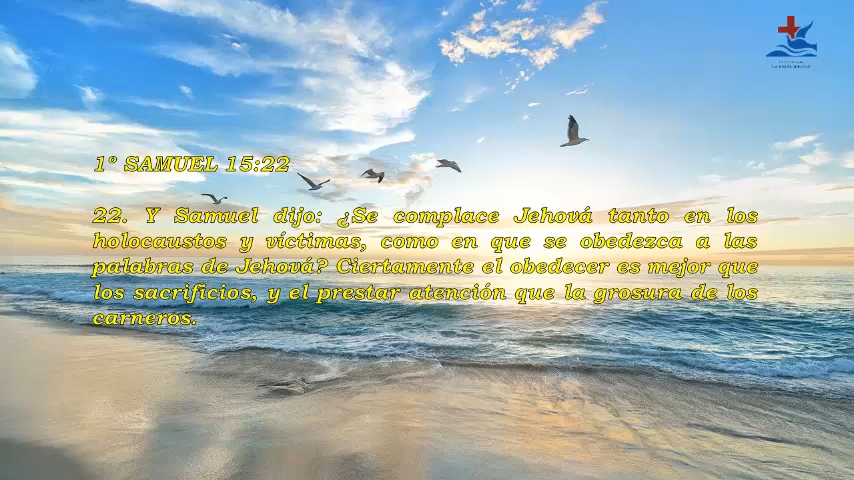 1º SAMUEL 15:22
22. Y Samuel dijo: ¿Se complace Jehová tanto en los
holocaustos y víctimas, como en que se obedezca a las
palabras de Jehová? Ciertamente el obedecer es mejor que
los sacrificios, y el prestar atención que la grosura de los
carneros.